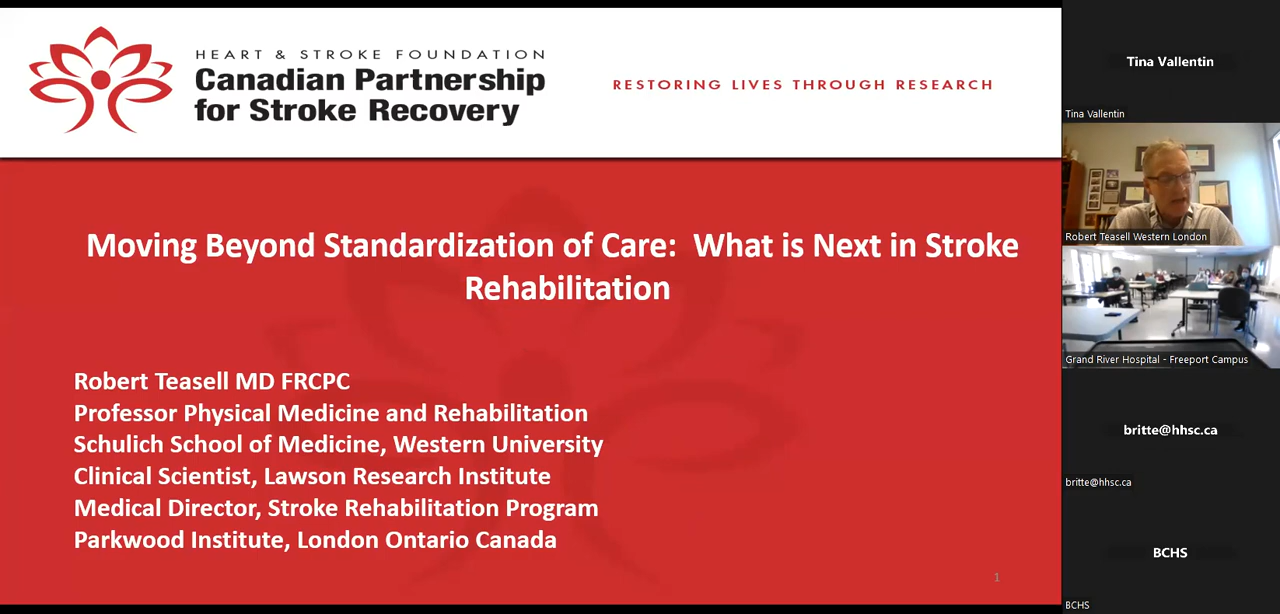 HEART & STROKE FOUNDATION
Canadian Partnership
for Stroke Recovery
RESTORING LIVES THROUGH RESEARCH
Moving Beyond Standardization of Care: What is Next in Stroke
Rehabilitation
Robert Teasell MD FRCPC
Professor Physical Medicine and Rehabilitation
Schulich School of Medicine, Western University
Clinical Scientist, Lawson Research Institute
Medical Director, Stroke Rehabilitation Program
Parkwood Institute, London Ontario Canada
1
Tina Vallentin
Tina Vallentin
Robert Teasell Western London
Grand River Hospital - Freeport Campus
britte@hhsc.ca
britte@hhsc.ca
BCHS
BCHS